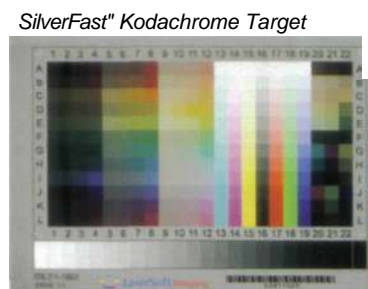 SilverFast" Kodachrome Target
1 2 3 4 5 6 7 8 9 10 11 12 13 14 15 16 17 18 19 20 21 22
A A
B B
C C
D D
E E
F F
G G
H H
I I
J J
K K
L L
1 2 3 4 5 6 7 8 9 10 11 12 13 14 15 16 17 18 19 20 21 22
LaserSoft Imaging